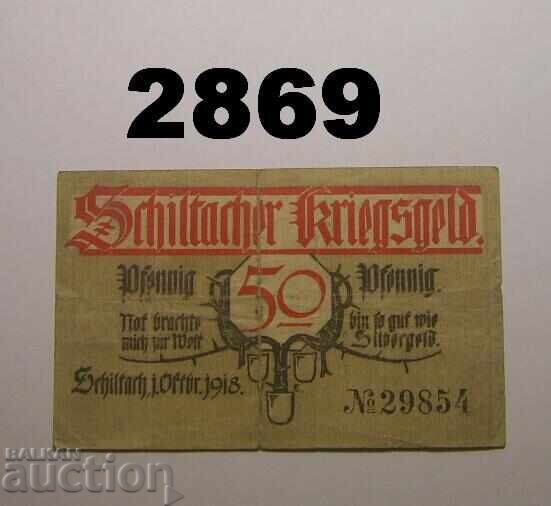 2869
Schiltacher Kriegsgeld.
Pfennig 50 Pfennig.
Not brachte mich zur Welt
bin so gut wie Silbergeld.
Schiltach, 1. Oktbr. 1918.
№ 29854
БАЛКАН
auction